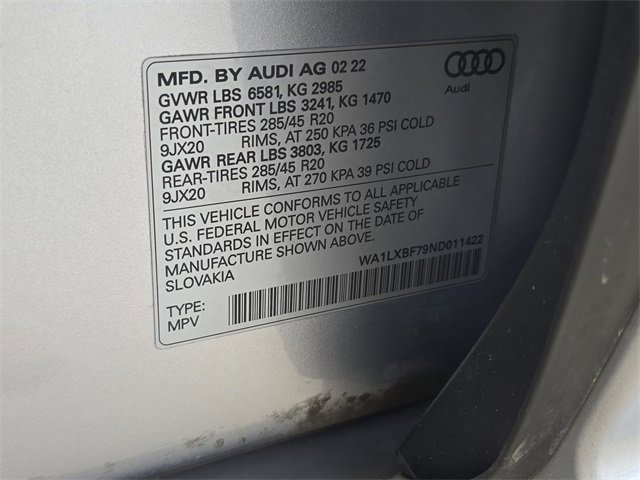 MFD. BY AUDI AG 02 22
GVWR LBS 6581, KG 2985
GAWR FRONT LBS 3241, KG 1470
FRONT-TIRES 285/45 R20
9JX20 RIMS, AT 250 KPA 36 PSI COLD
GAWR REAR LBS 3803, KG 1725
REAR-TIRES 285/45 R20
9JX20 RIMS, AT 270 KPA 39 PSI COLD
THIS VEHICLE CONFORMS TO ALL APPLICABLE
U.S. FEDERAL MOTOR VEHICLE SAFETY
STANDARDS IN EFFECT ON THE DATE OF
MANUFACTURE SHOWN ABOVE.
SLOVAKIA
WA1LXBF79ND011422
TYPE:
MPV
Audi